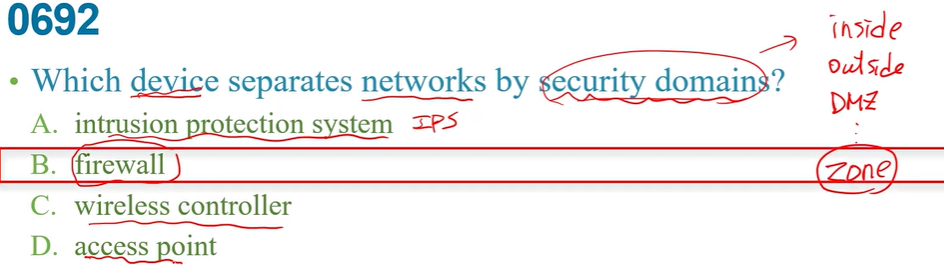 0692
• Which device separates networks by security domains?
A. intrusion protection system IPS
B. firewall
C. wireless controller
D. access point
inside
outside
DMZ
⋮
zone